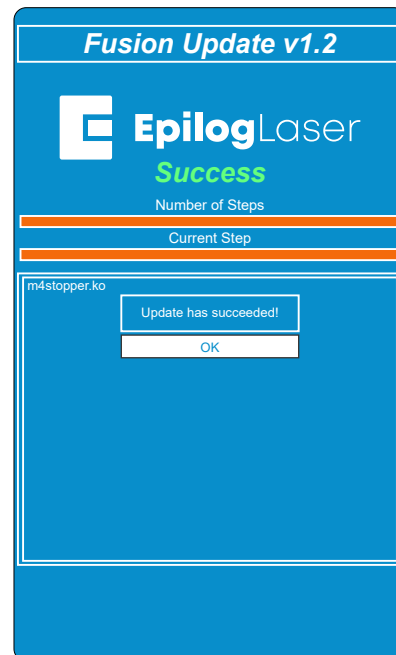 Fusion Update v1.2
EpilogLaser
Success
Number of Steps
Current Step
m4stopper.ko
Update has succeeded!
OK